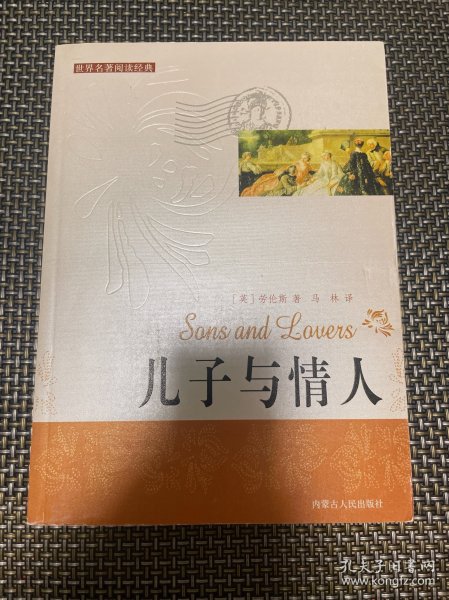 世界名著阅读经典
[英]劳伦斯 著 马 林 译
Sons and Lovers
儿子与情人
内蒙古人民出版社
孔夫子旧书网
www.kongfz.com